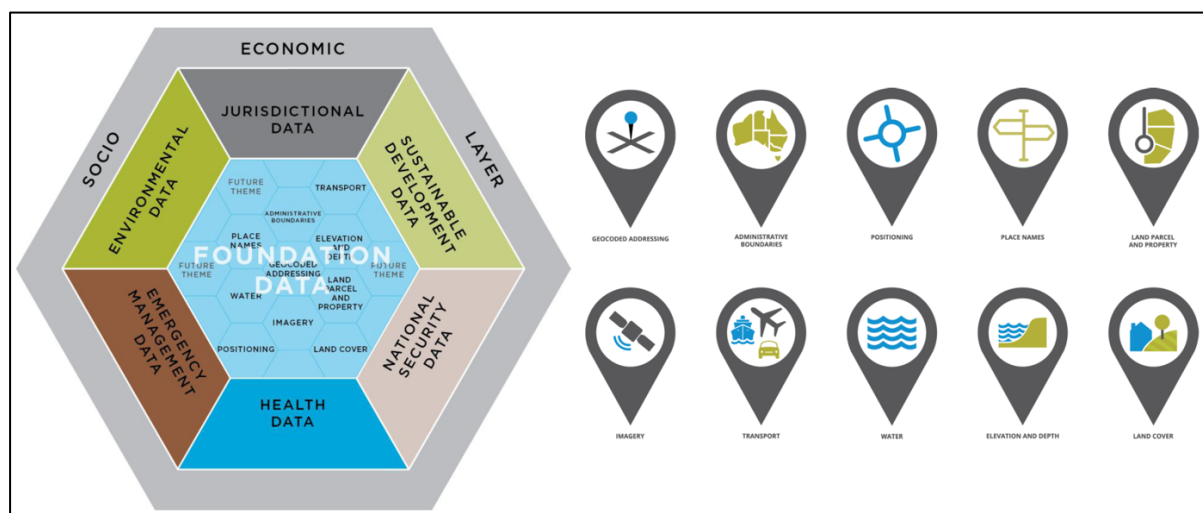 ECONOMIC
SOCIO
LAYER
JURISDICTIONAL
DATA
ENVIRONMENTAL
DATA
SUSTAINABLE
DEVELOPMENT
DATA
FUTURE
THEME
TRANSPORT
ADMINISTRATIVE
BOUNDARIES
PLACE
NAMES
ELEVATION
AND
DEPTH
FOUNDATION
DATA
FUTURE
THEME
GEOCODED
ADDRESSING
FUTURE
THEME
WATER
LAND
PARCEL
AND
PROPERTY
IMAGERY
POSITIONING
LAND COVER
EMERGENCY
MANAGEMENT
DATA
NATIONAL
SECURITY
DATA
HEALTH
DATA
GEOCODED ADDRESSING
ADMINISTRATIVE
BOUNDARIES
POSITIONING
PLACE NAMES
LAND PARCEL
AND PROPERTY
IMAGERY
TRANSPORT
WATER
ELEVATION AND DEPTH
LAND COVER